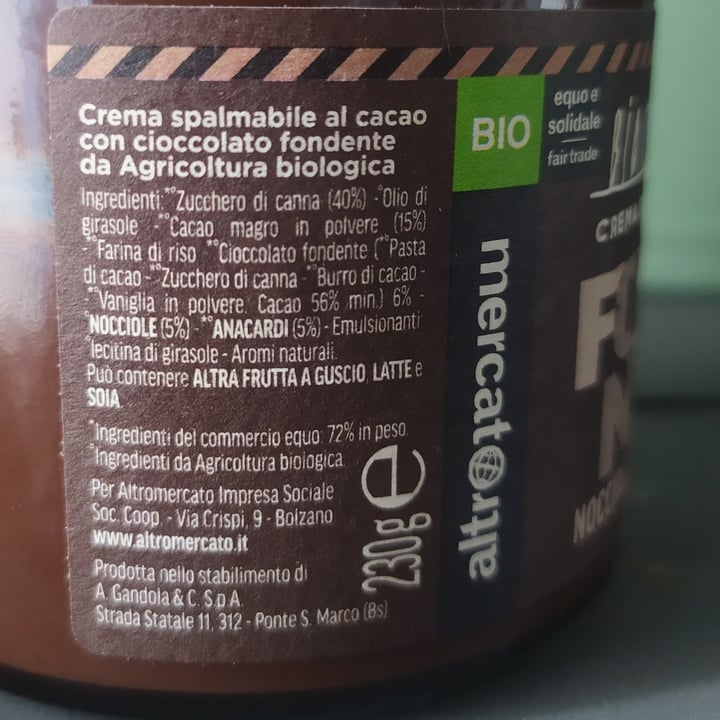 Crema spalmabile al cacao
con cioccolato fondente
da Agricoltura biologica
Ingredienti: *°Zucchero di canna (40%) - °Olio di
girasole - *°Cacao magro in polvere (15%)
- *°Farina di riso *°Cioccolato fondente (*°Pasta
di cacao - *°Zucchero di canna - *°Burro di cacao -
*°Vaniglia in polvere. Cacao 56% min.) 6% -
°NOCCIOLE (5%) - *°ANACARDI (5%) - Emulsionanti:
°lecitina di girasole - Aromi naturali.
Può contenere ALTRA FRUTTA A GUSCIO, LATTE e
SOIA.
*Ingredienti del commercio equo: 72% in peso.
°Ingredienti da Agricoltura biologica.
Per Altromercato Impresa Sociale
Soc. Coop. - Via Crispi, 9 - Bolzano
www.altromercato.it
Prodotta nello stabilimento di
A. Gandola & C. S.p.A.
Strada Statale 11, 312 - Ponte S. Marco (Bs)
230g e
BIO
equo e
solidale
fairtrade
altromercato
CREMA